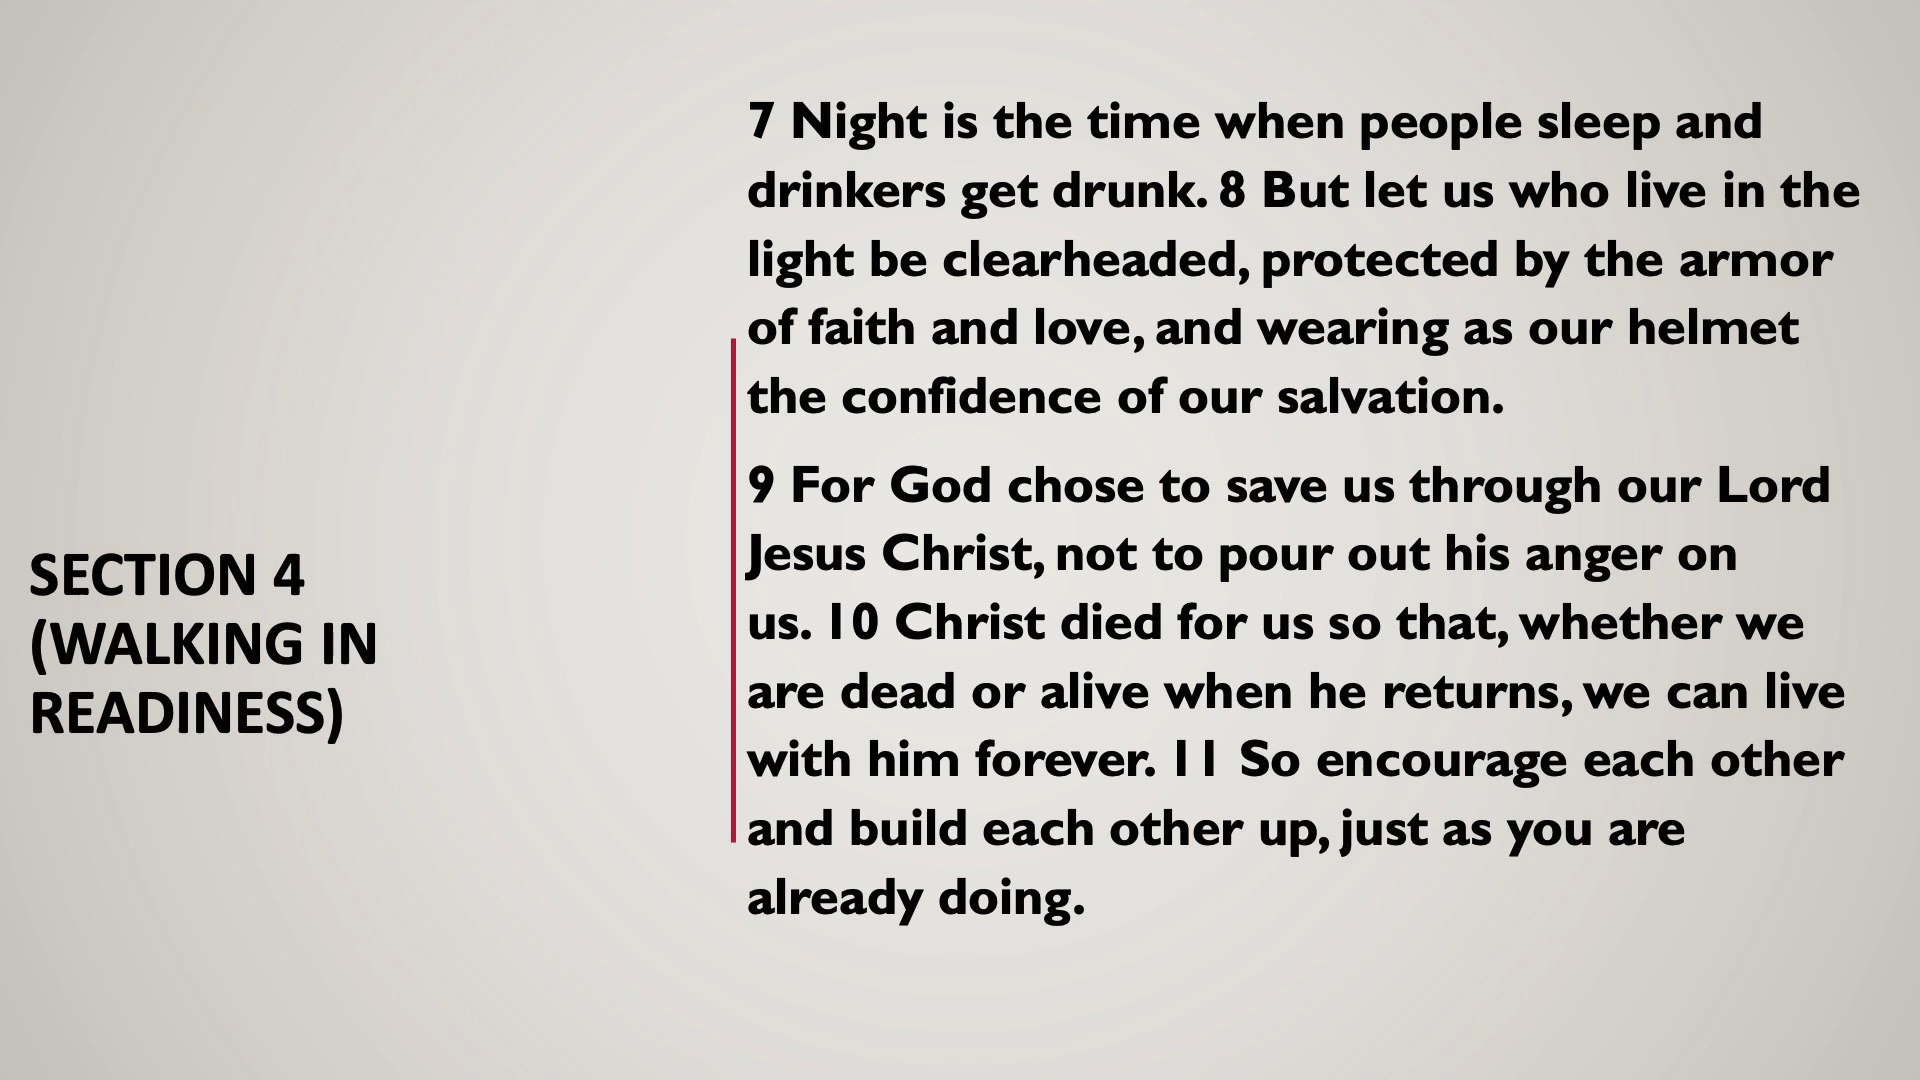 SECTION 4
(WALKING IN
READINESS)
7 Night is the time when people sleep and
drinkers get drunk. 8 But let us who live in the
light be clearheaded, protected by the armor
of faith and love, and wearing as our helmet
the confidence of our salvation.
9 For God chose to save us through our Lord
Jesus Christ, not to pour out his anger on
us. 10 Christ died for us so that, whether we
are dead or alive when he returns, we can live
with him forever. 11 So encourage each other
and build each other up, just as you are
already doing.